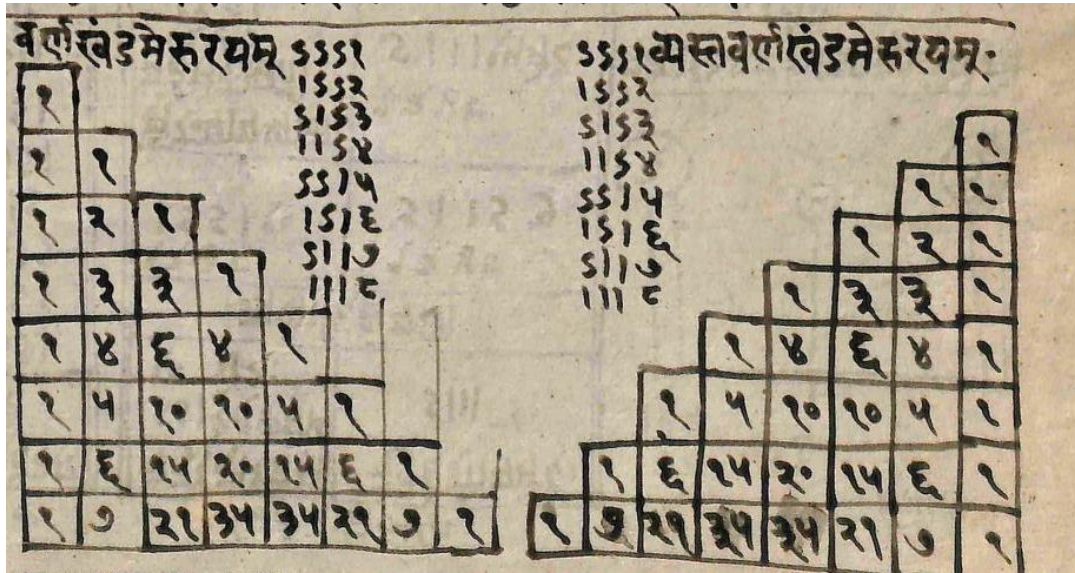 वर्णखंडमेरुरयम्
१
१ १
१ २ १
१ ३ ३ १
१ ४ ६ ४ १
१ ५ १० १० ५ १
१ ६ १५ २० १५ ६ १
१ ७ २१ ३५ ३५ २१ ७ १
ऽऽऽ१
।ऽऽ२
ऽ।ऽ३
।।ऽ४
ऽऽ।५
।ऽ।६
ऽ।।७
।।।८
ऽऽऽ१
।ऽऽ२
ऽ।ऽ३
।।ऽ४
ऽऽ।५
।ऽ।६
ऽ।।७
।।।८
व्यस्तवर्णखंडमेरुरयम्
१
१ १
१ २ १
१ ३ ३ १
१ ४ ६ ४ १
१ ५ १० १० ५ १
१ ६ १५ २० १५ ६ १
१ ७ २१ ३५ ३५ २१ ७ १